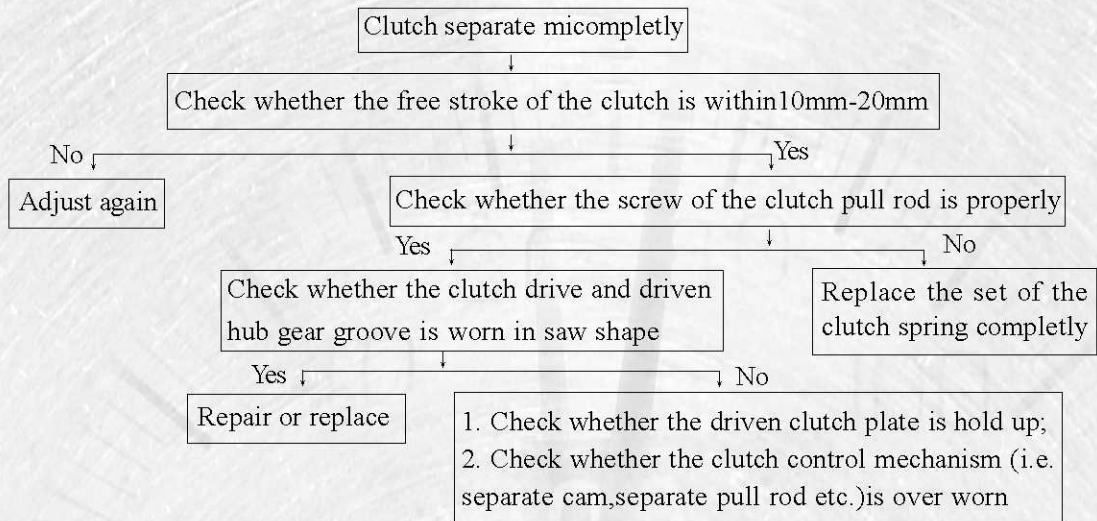 Clutch separate micompletly
Check whether the free stroke of the clutch is within10mm-20mm
No
Yes
Adjust again
Check whether the screw of the clutch pull rod is properly
Yes
No
Check whether the clutch drive and driven
hub gear groove is worn in saw shape
Replace the set of the
clutch spring completly
Yes
No
Repair or replace
1. Check whether the driven clutch plate is hold up;
2. Check whether the clutch control mechanism (i.e.
separate cam,separate pull rod etc.)is over worn